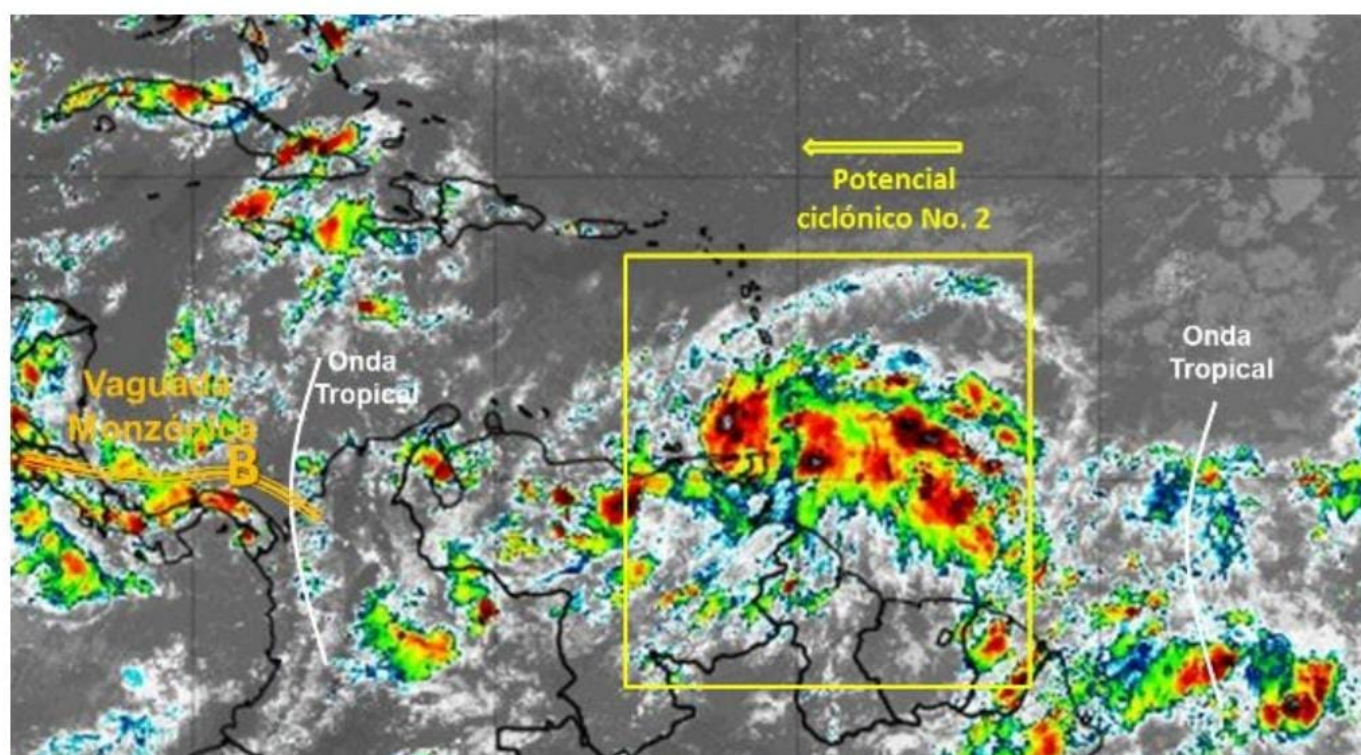 Potencial
ciclónico No. 2
Onda
Tropical
Onda
Tropical
Vaguada
Monzónica
B